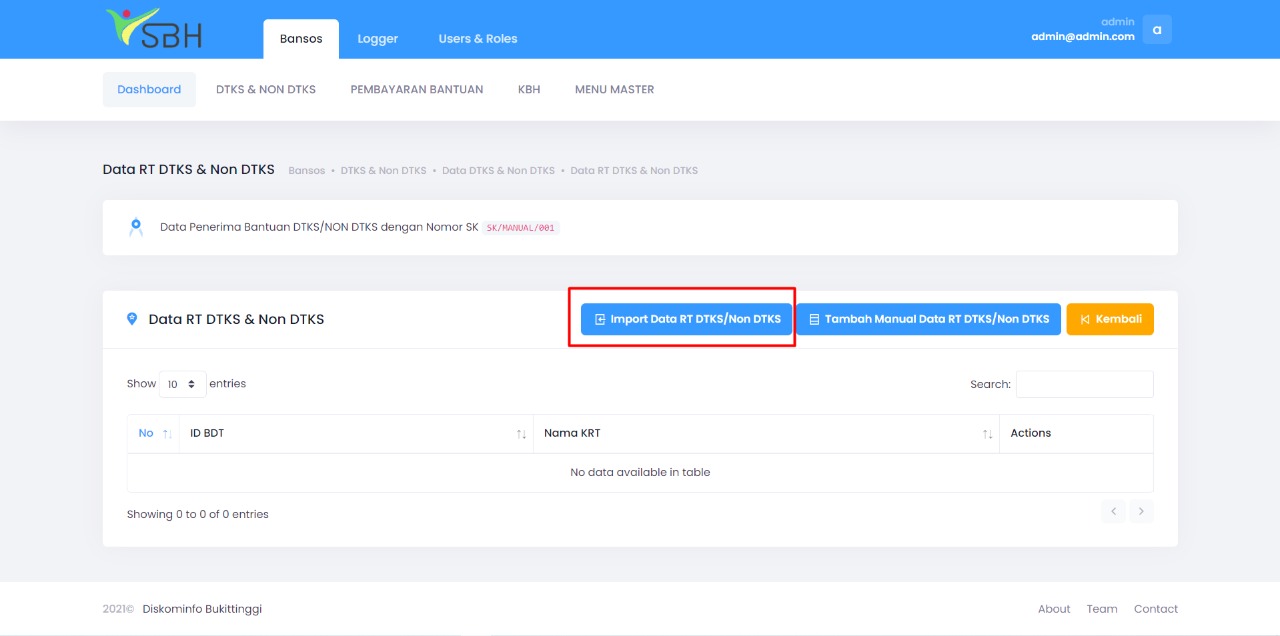 SBH
Bansos Logger Users & Roles
admin
admin@admin.com
a
Dashboard DTKS & NON DTKS PEMBAYARAN BANTUAN KBH MENU MASTER
Data RT DTKS & Non DTKS Bansos • DTKS & Non DTKS • Data DTKS & Non DTKS • Data RT DTKS & Non DTKS
Data Penerima Bantuan DTKS/NON DTKS dengan Nomor SK SK/MANUAL/001
Data RT DTKS & Non DTKS Import Data RT DTKS/Non DTKS Tambah Manual Data RT DTKS/Non DTKS Kembali
Show 10 entries Search:
No ID BDT Nama KRT Actions
No data available in table
Showing 0 to 0 of 0 entries
2021© Diskominfo Bukittinggi About Team Contact